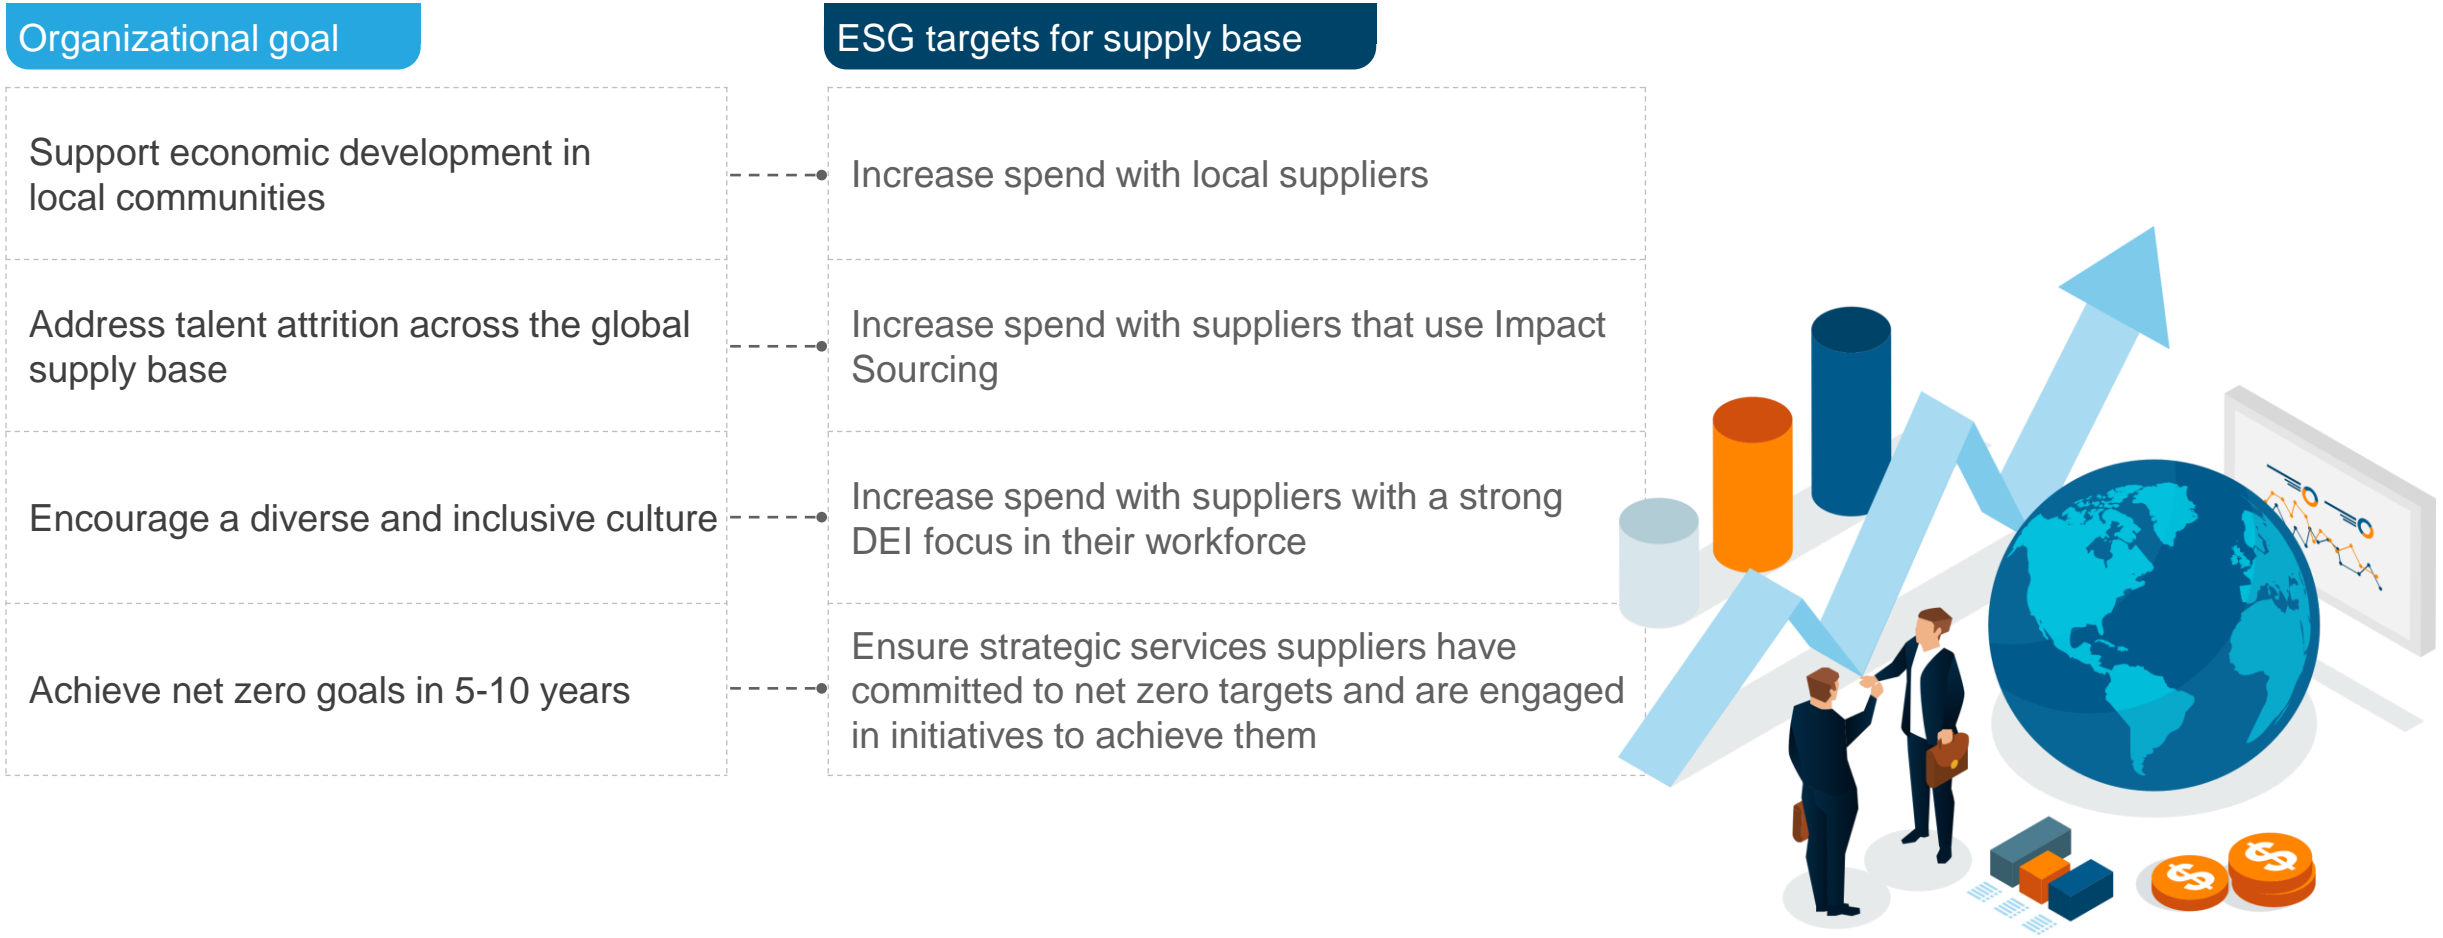 Organizational goal
ESG targets for supply base
Support economic development in
local communities
Increase spend with local suppliers
Address talent attrition across the global
supply base
Increase spend with suppliers that use Impact
Sourcing
Encourage a diverse and inclusive culture
Increase spend with suppliers with a strong
DEI focus in their workforce
Achieve net zero goals in 5-10 years
Ensure strategic services suppliers have
committed to net zero targets and are engaged
in initiatives to achieve them
$
$